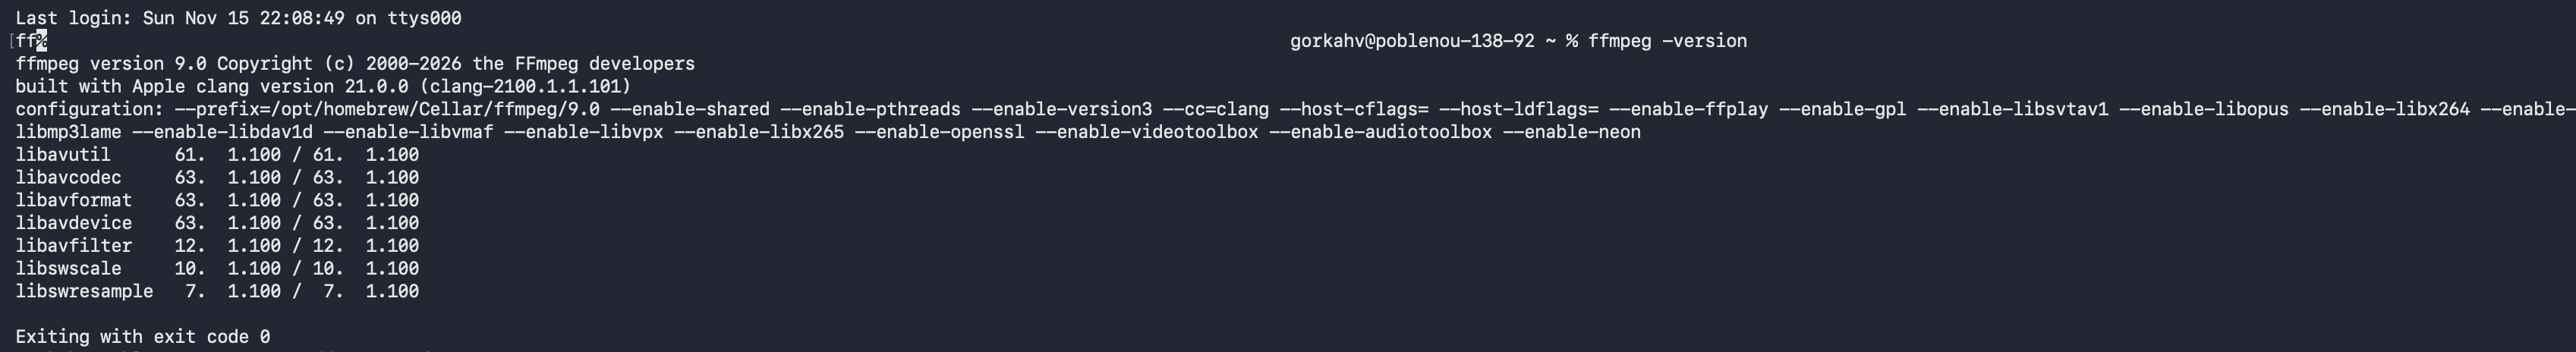 Last login: Sun Nov 15 22:08:49 on ttys000
[ff% gorkahv@poblenou-138-92 ~ % ffmpeg -version
ffmpeg version 9.0 Copyright (c) 2000-2026 the FFmpeg developers
built with Apple clang version 21.0.0 (clang-2100.1.1.101)
configuration: --prefix=/opt/homebrew/Cellar/ffmpeg/9.0 --enable-shared --enable-pthreads --enable-version3 --cc=clang --host-cflags= --host-ldflags= --enable-ffplay --enable-gpl --enable-libsvtav1 --enable-libopus --enable-libx264 --enable-
libmp3lame --enable-libdav1d --enable-libvmaf --enable-libvpx --enable-libx265 --enable-openssl --enable-videotoolbox --enable-audiotoolbox --enable-neon
libavutil      61.  1.100 / 61.  1.100
libavcodec     63.  1.100 / 63.  1.100
libavformat    63.  1.100 / 63.  1.100
libavdevice    63.  1.100 / 63.  1.100
libavfilter    12.  1.100 / 12.  1.100
libswscale     10.  1.100 / 10.  1.100
libswresample   7.  1.100 /  7.  1.100
Exiting with exit code 0